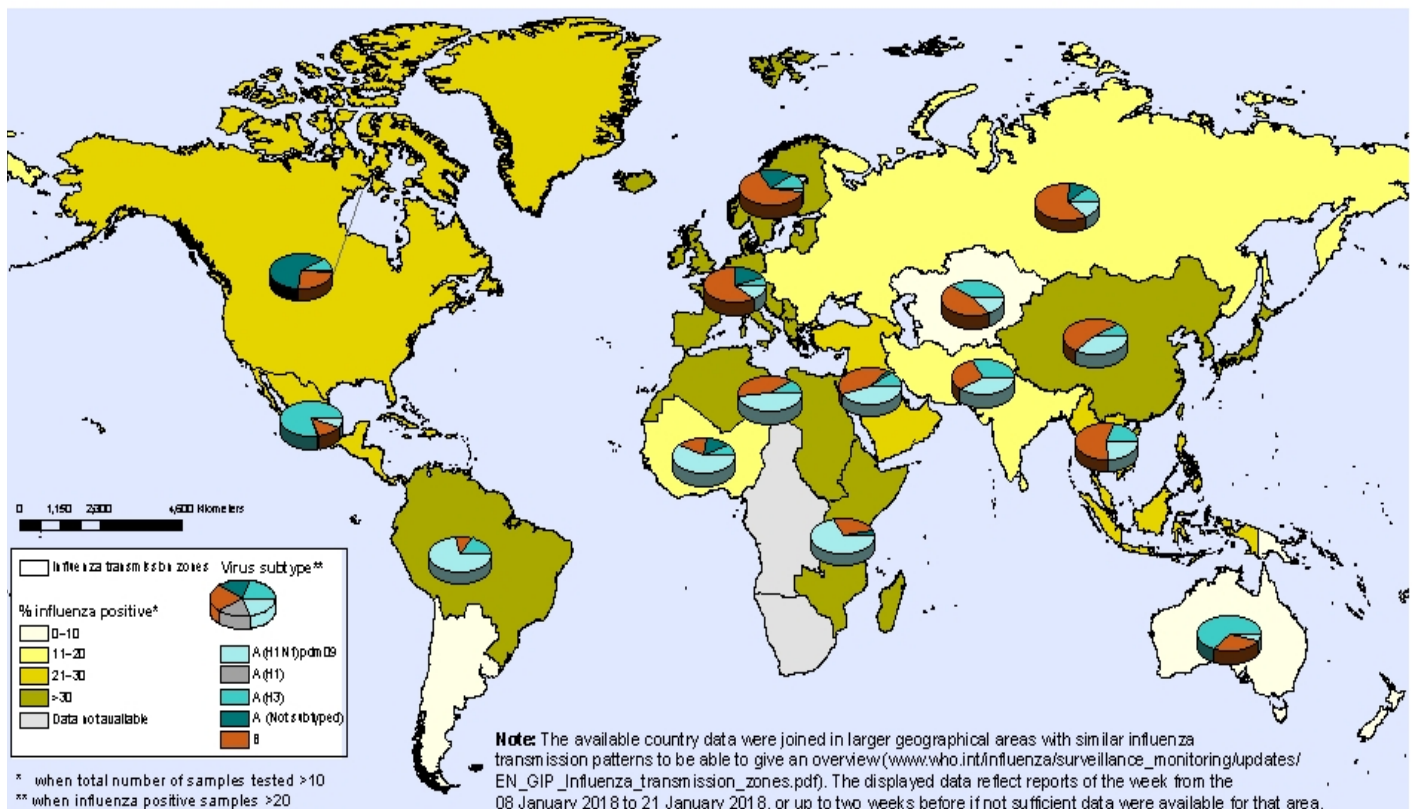 0 1,150 2,300 4,600 Kilometers
Influenza transmission zones
Virus subtype**
% influenza positive*
0–10
11–20
21–30
>30
Data not available
A(H1N1)pdm09
A(H1)
A(H3)
A (Not subtyped)
B
* when total number of samples tested >10
** when influenza positive samples >20
Note: The available country data were joined in larger geographical areas with similar influenza
transmission patterns to be able to give an overview (www.who.int/influenza/surveillance_monitoring/updates/
EN_GIP_Influenza_transmission_zones.pdf). The displayed data reflect reports of the week from the
08 January 2018 to 21 January 2018, or up to two weeks before if not sufficient data were available for that area.